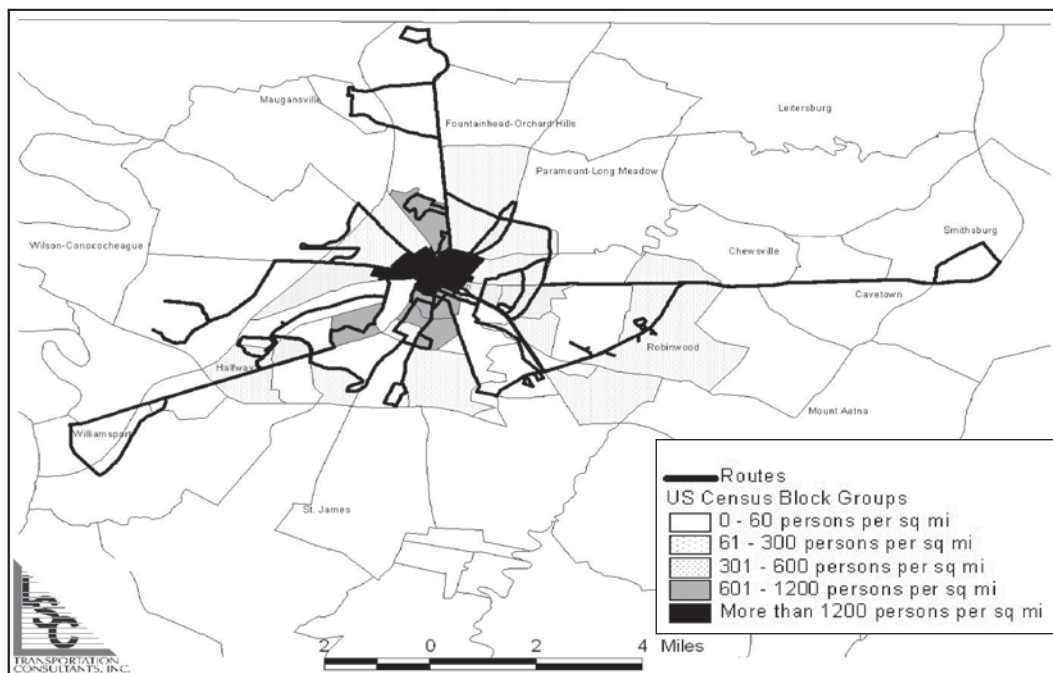 Maugansville
Leitersburg
Fountainhead-Orchard Hills
Paramount-Long Meadow
Smithsburg
Wilson-Conococheague
Chewsville
Cavetown
Robinwood
Halfway
Mount Aetna
Williamsport
St. James
Routes
US Census Block Groups
0 - 60 persons per sq mi
61 - 300 persons per sq mi
301 - 600 persons per sq mi
601 - 1200 persons per sq mi
More than 1200 persons per sq mi
LSC
TRANSPORTATION
CONSULTANTS, INC.
2 0 2 4 Miles